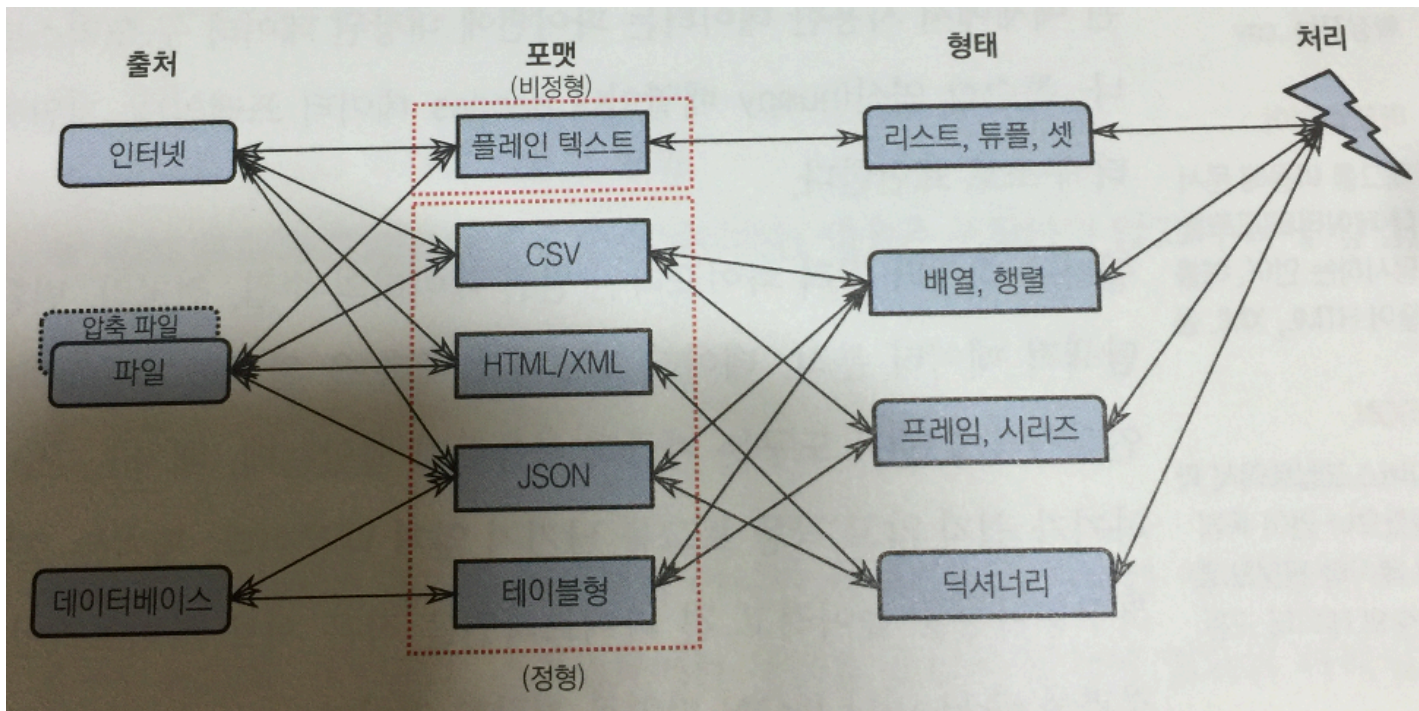 출처
포맷
(비정형)
형태
처리
인터넷
플레인 텍스트
리스트, 튜플, 셋
CSV
배열, 행렬
압축 파일
파일
HTML/XML
프레임, 시리즈
JSON
데이터베이스
테이블형
딕셔너리
(정형)